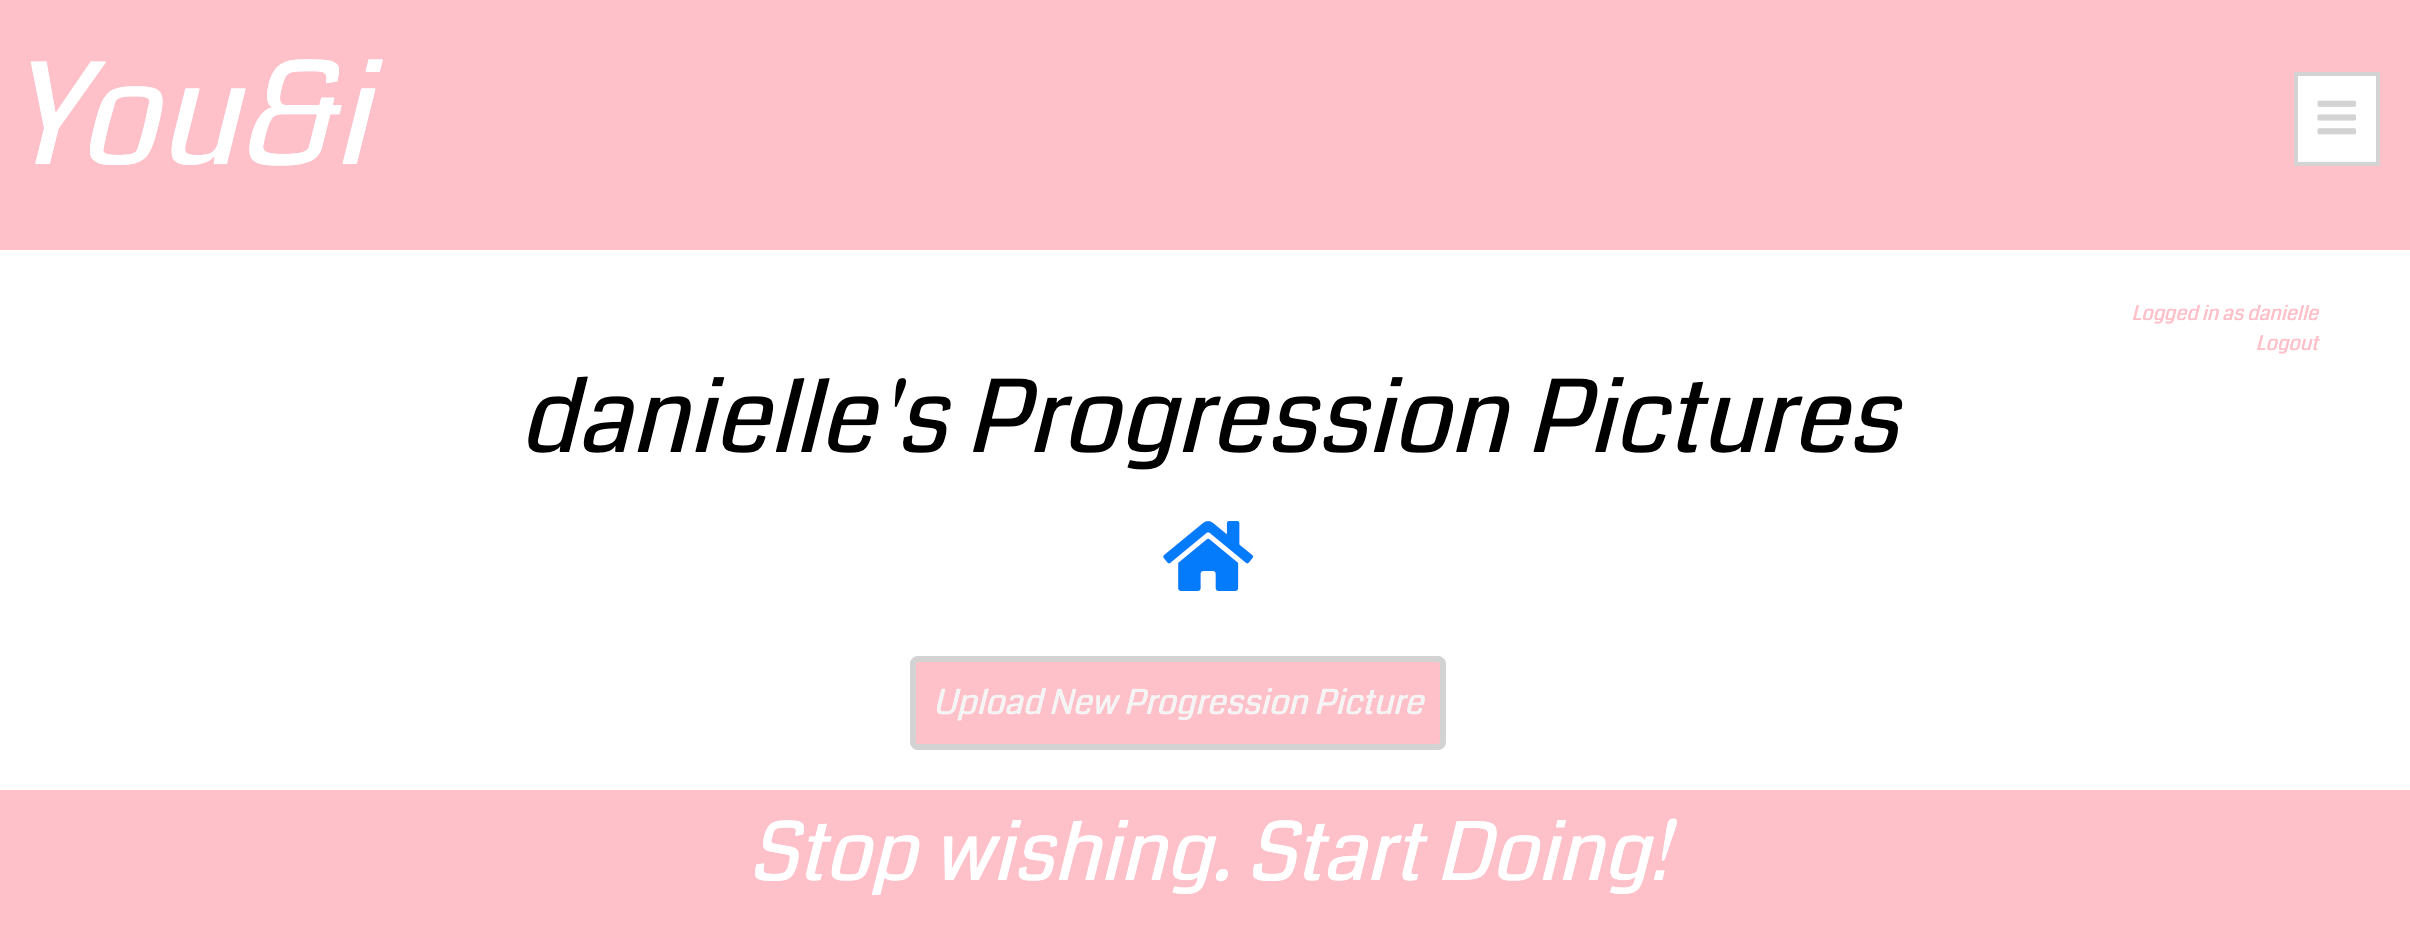 You&i
Logged in as danielle
Logout
danielle's Progression Pictures
Upload New Progression Picture
Stop wishing. Start Doing!